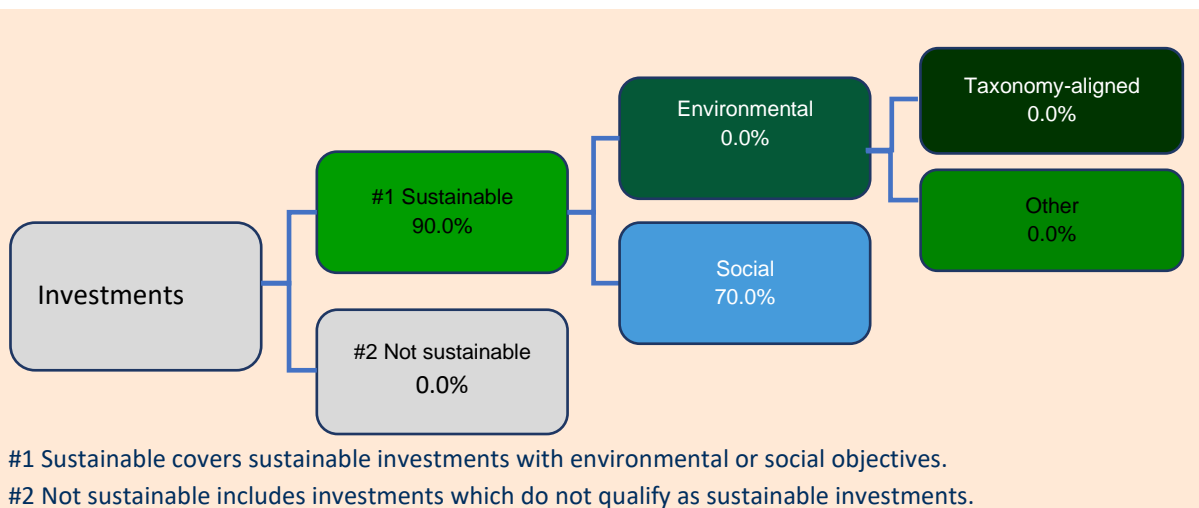 Investments
#1 Sustainable
90.0%
#2 Not sustainable
0.0%
Environmental
0.0%
Social
70.0%
Taxonomy-aligned
0.0%
Other
0.0%
#1 Sustainable covers sustainable investments with environmental or social objectives.
#2 Not sustainable includes investments which do not qualify as sustainable investments.